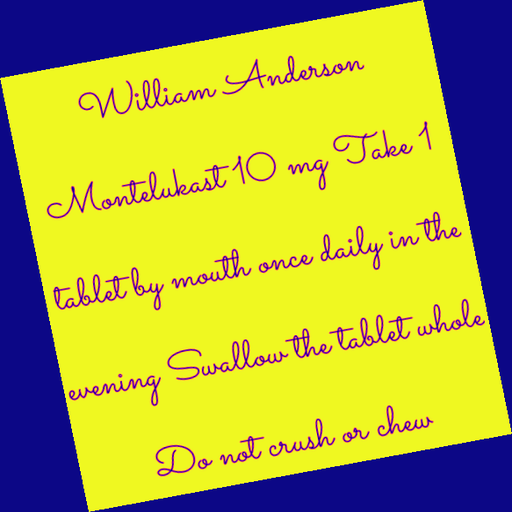 William Anderson
Montelukast 10 mg Take 1
tablet by mouth once daily in the
evening Swallow the tablet whole
Do not crush or chew